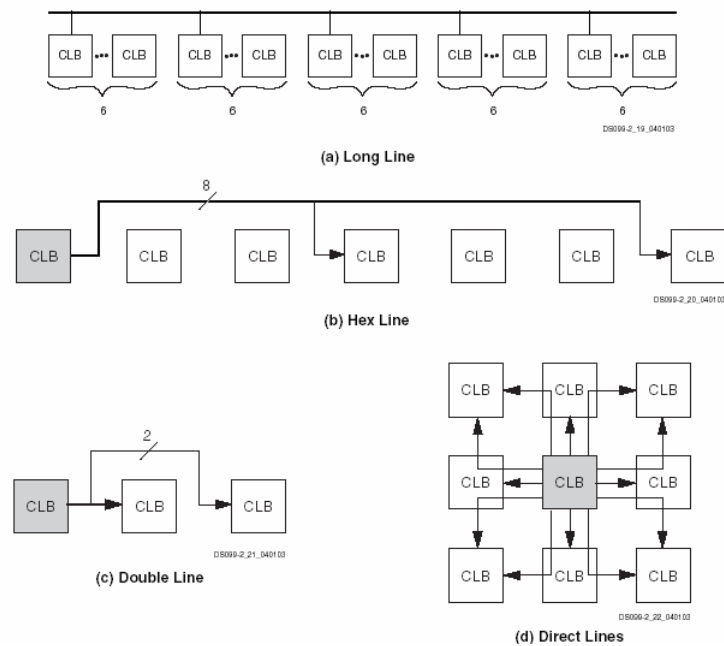 CLB ••• CLB CLB ••• CLB CLB ••• CLB CLB ••• CLB CLB ••• CLB
6 6 6 6 6
DS099-2_19_040103
(a) Long Line
8
CLB CLB CLB CLB CLB CLB CLB
DS099-2_20_040103
(b) Hex Line
CLB CLB CLB
2
CLB CLB CLB
CLB CLB CLB
DS099-2_21_040103
(c) Double Line
CLB CLB CLB
DS099-2_22_040103
(d) Direct Lines